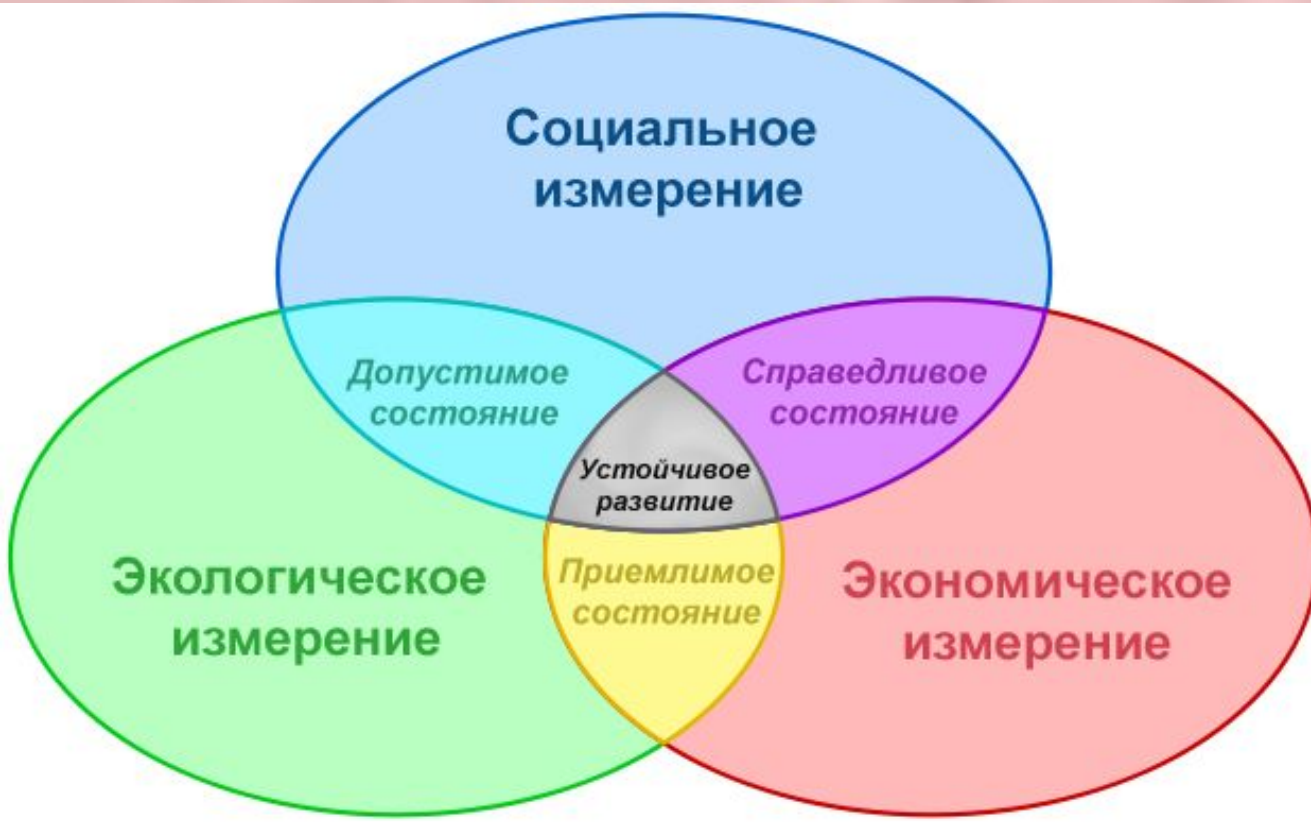 Социальное
измерение
Допустимое
состояние
Справедливое
состояние
Устойчивое
развитие
Экологическое
измерение
Приемлимое
состояние
Экономическое
измерение